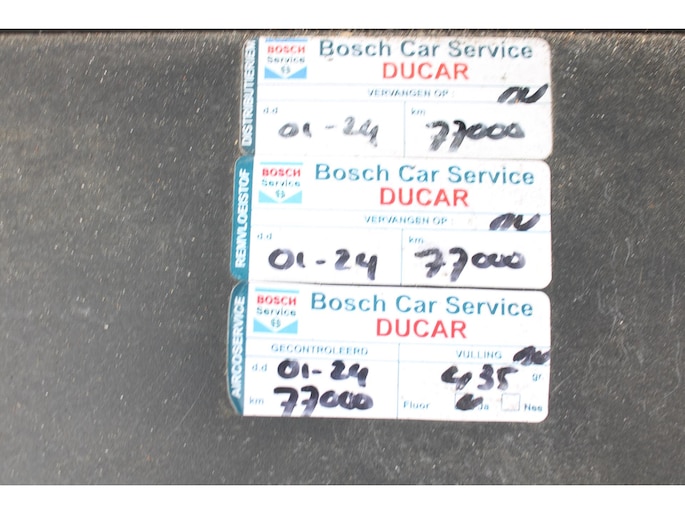 DISTRIBUTIERIEM
BOSCH
Service
Bosch Car Service
DUCAR
VERVANGEN OP :
d.d
km
01-24
77000
REMVLOEISTOF
BOSCH
Service
Bosch Car Service
DUCAR
VERVANGEN OP :
d.d
km
01-24
77000
AIRCOSERVICE
BOSCH
Service
Bosch Car Service
DUCAR
GECONTROLEERD
VULLING
d.d 01-24
435 gr
km 77000
Fluor Ja Nee